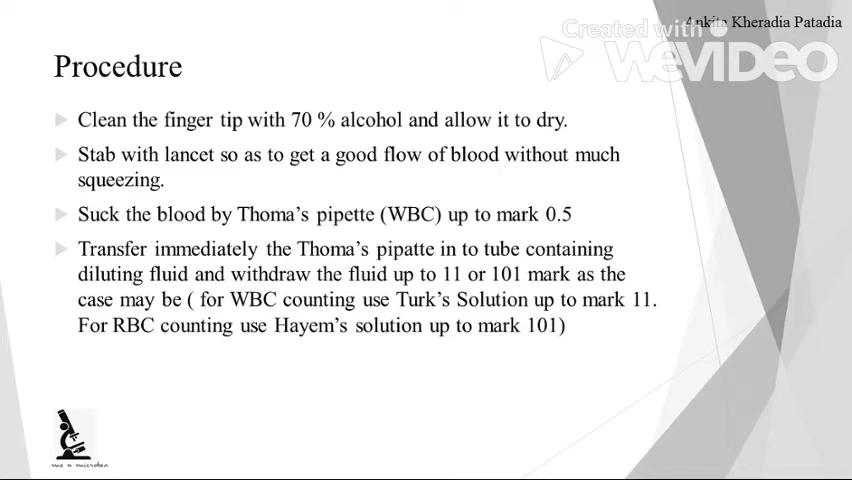 Ankita Kheradia Patadia
Created with
WeVIDEO
Procedure
Clean the finger tip with 70 % alcohol and allow it to dry.
Stab with lancet so as to get a good flow of blood without much
squeezing.
Suck the blood by Thoma's pipette (WBC) up to mark 0.5
Transfer immediately the Thoma's pipatte in to tube containing
diluting fluid and withdraw the fluid up to 11 or 101 mark as the
case may be ( for WBC counting use Turk's Solution up to mark 11.
For RBC counting use Hayem's solution up to mark 101)
me n microbes